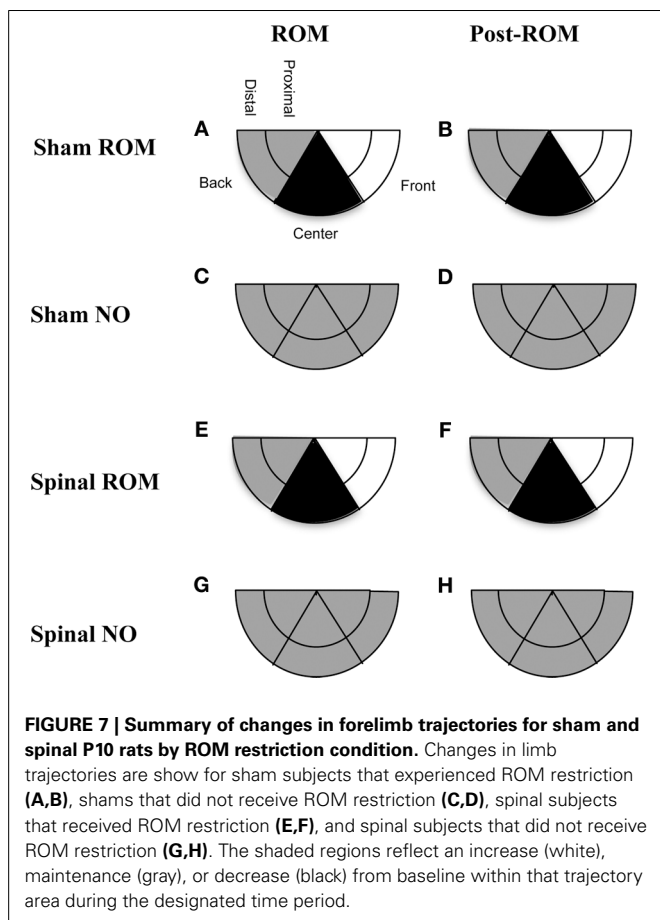 ROM Post-ROM
Distal Proximal
A B
Sham ROM
Back Front
Center
C D
Sham NO
E F
Spinal ROM
G H
Spinal NO
FIGURE 7 | Summary of changes in forelimb trajectories for sham and
spinal P10 rats by ROM restriction condition. Changes in limb
trajectories are show for sham subjects that experienced ROM restriction
(A,B), shams that did not receive ROM restriction (C,D), spinal subjects
that received ROM restriction (E,F), and spinal subjects that did not receive
ROM restriction (G,H). The shaded regions reflect an increase (white),
maintenance (gray), or decrease (black) from baseline within that trajectory
area during the designated time period.